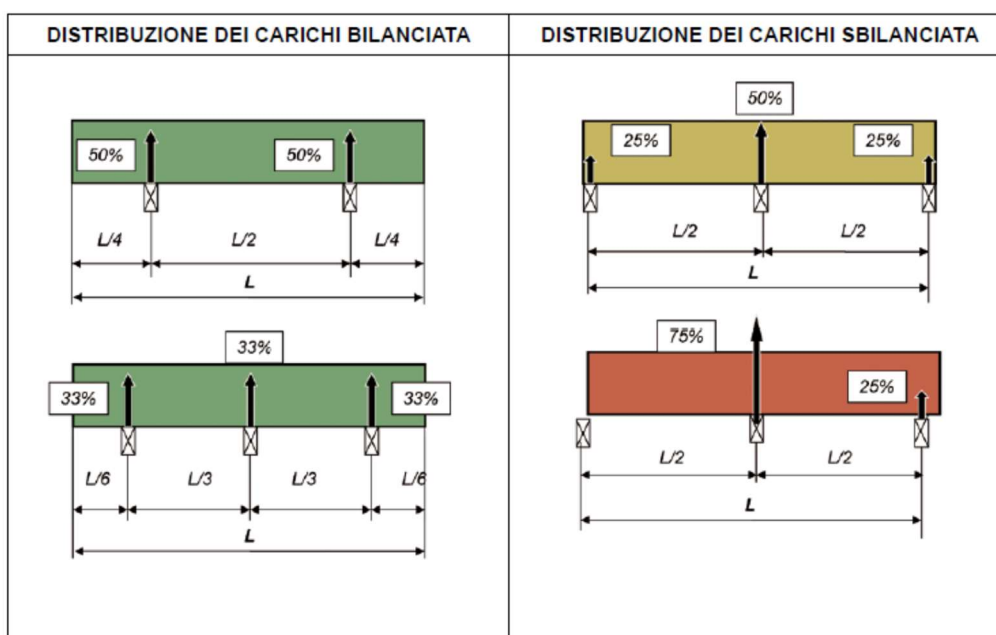 DISTRIBUZIONE DEI CARICHI BILANCIATA
50%
50%
L/4
L/2
L/4
L
33%
33%
33%
L/6
L/3
L/3
L/6
L
DISTRIBUZIONE DEI CARICHI SBILANCIATA
50%
25%
25%
L/2
L/2
L
75%
25%
L/2
L/2
L